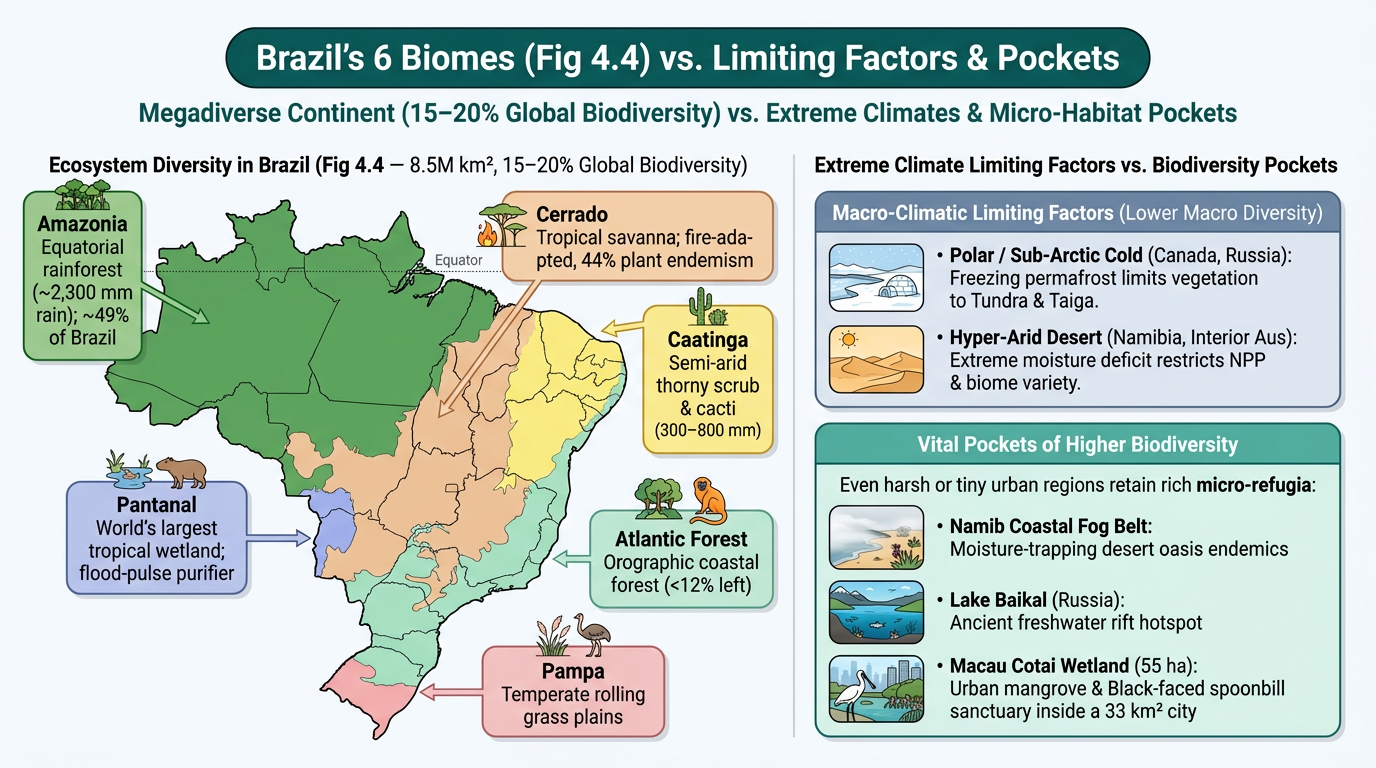 Brazil's 6 Biomes (Fig 4.4) vs. Limiting Factors & Pockets
Megadiverse Continent (15–20% Global Biodiversity) vs. Extreme Climates & Micro-Habitat Pockets
Ecosystem Diversity in Brazil (Fig 4.4 — 8.5M km², 15–20% Global Biodiversity)
Amazonia
Equatorial
rainforest
(~2,300 mm
rain); ~49%
of Brazil
Equator
Cerrado
Tropical savanna; fire-ada-
pted, 44% plant endemism
Caatinga
Semi-arid
thorny scrub
& cacti
(300–800 mm)
Pantanal
World's largest
tropical wetland;
flood-pulse purifier
Atlantic Forest
Orographic coastal
forest (<12% left)
Pampa
Temperate rolling
grass plains
Extreme Climate Limiting Factors vs. Biodiversity Pockets
Macro-Climatic Limiting Factors (Lower Macro Diversity)
• Polar / Sub-Arctic Cold (Canada, Russia):
Freezing permafrost limits vegetation
to Tundra & Taiga.
• Hyper-Arid Desert (Namibia, Interior Aus):
Extreme moisture deficit restricts NPP
& biome variety.
Vital Pockets of Higher Biodiversity
Even harsh or tiny urban regions retain rich micro-refugia:
• Namib Coastal Fog Belt:
Moisture-trapping desert oasis endemics
• Lake Baikal (Russia):
Ancient freshwater rift hotspot
• Macau Cotai Wetland (55 ha):
Urban mangrove & Black-faced spoonbill
sanctuary inside a 33 km² city